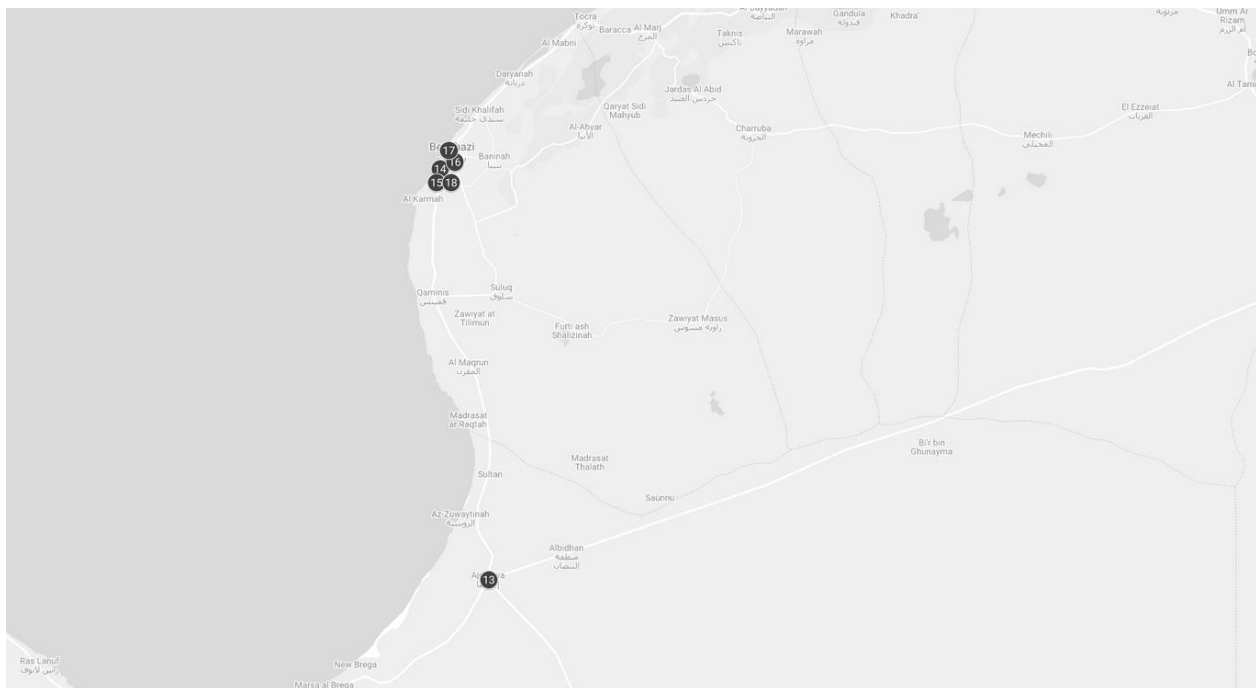 Tocra
توكرة
Baracca
Al Marj
المرج
Al Mabni
Taknis
تاكنس
Marawah
مراوة
Gandula
قندولة
Khadra'
Umm Ar
Rizam
أم الرزم
Al Tam
Daryanah
دريانة
Jardas Al Abid
جردس العبيد
Sidi Khalifah
سيدي خليفة
Qaryat Sidi
Mahyub
Al-Abyar
الأبيار
Charruba
الخروبة
El Ezzeiat
Mechili
المخيلي
17
16
14
15
18
Baninah
بنينا
Al Karmah
Qaminis
قمينس
Suluq
سلوق
Zawiyat at
Tilimun
Furti ash
Shalizinah
Zawiyat Masus
زاوية مسوس
Al Maqrun
المقرن
Madrasat
ar Raqtah
Bi'r bin
Ghunayma
Madrasat
Thalath
Sultan
Saunnu
Az-Zuwaytinah
الزويتينة
Albidhan
منطقة
البيضان
13
Ras Lanuf
راس لانوف
New Brega
Marsa al Brega